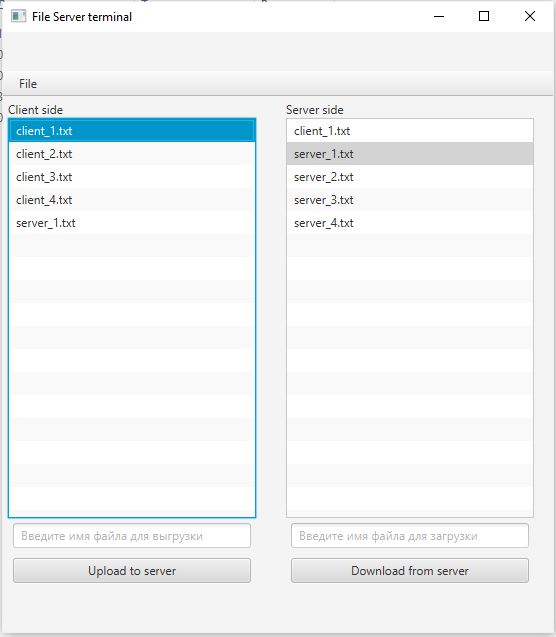 File Server terminal
File
Client side
client_1.txt
client_2.txt
client_3.txt
client_4.txt
server_1.txt
Введите имя файла для выгрузки
Upload to server
Server side
client_1.txt
server_1.txt
server_2.txt
server_3.txt
server_4.txt
Введите имя файла для загрузки
Download from server